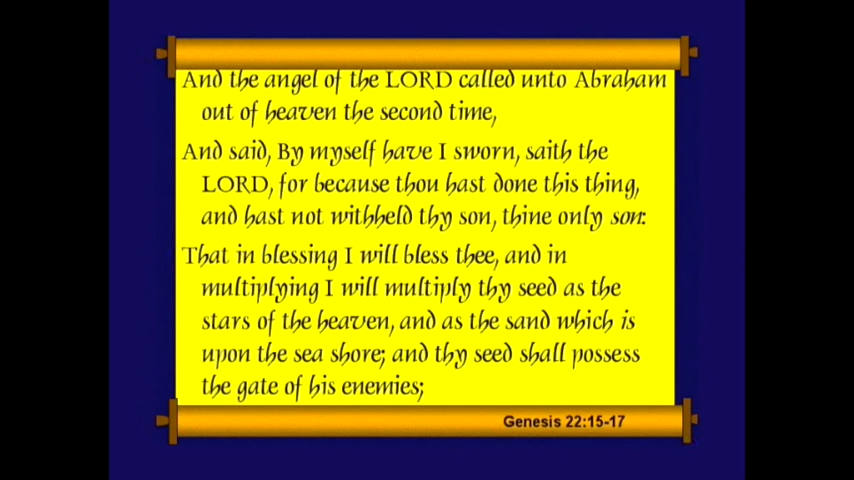 And the angel of the LORD called unto Abraham
out of heaven the second time,
And said, By myself have I sworn, saith the
LORD, for because thou hast done this thing,
and hast not withheld thy son, thine only son:
That in blessing I will bless thee, and in
multiplying I will multiply thy seed as the
stars of the heaven, and as the sand which is
upon the sea shore; and thy seed shall possess
the gate of his enemies;
Genesis 22:15-17